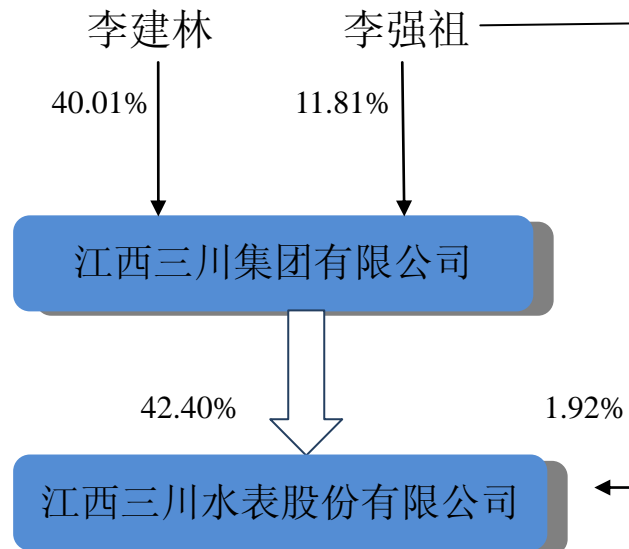 李建林 李强祖
40.01% 11.81%
江西三川集团有限公司
42.40% 1.92%
江西三川水表股份有限公司